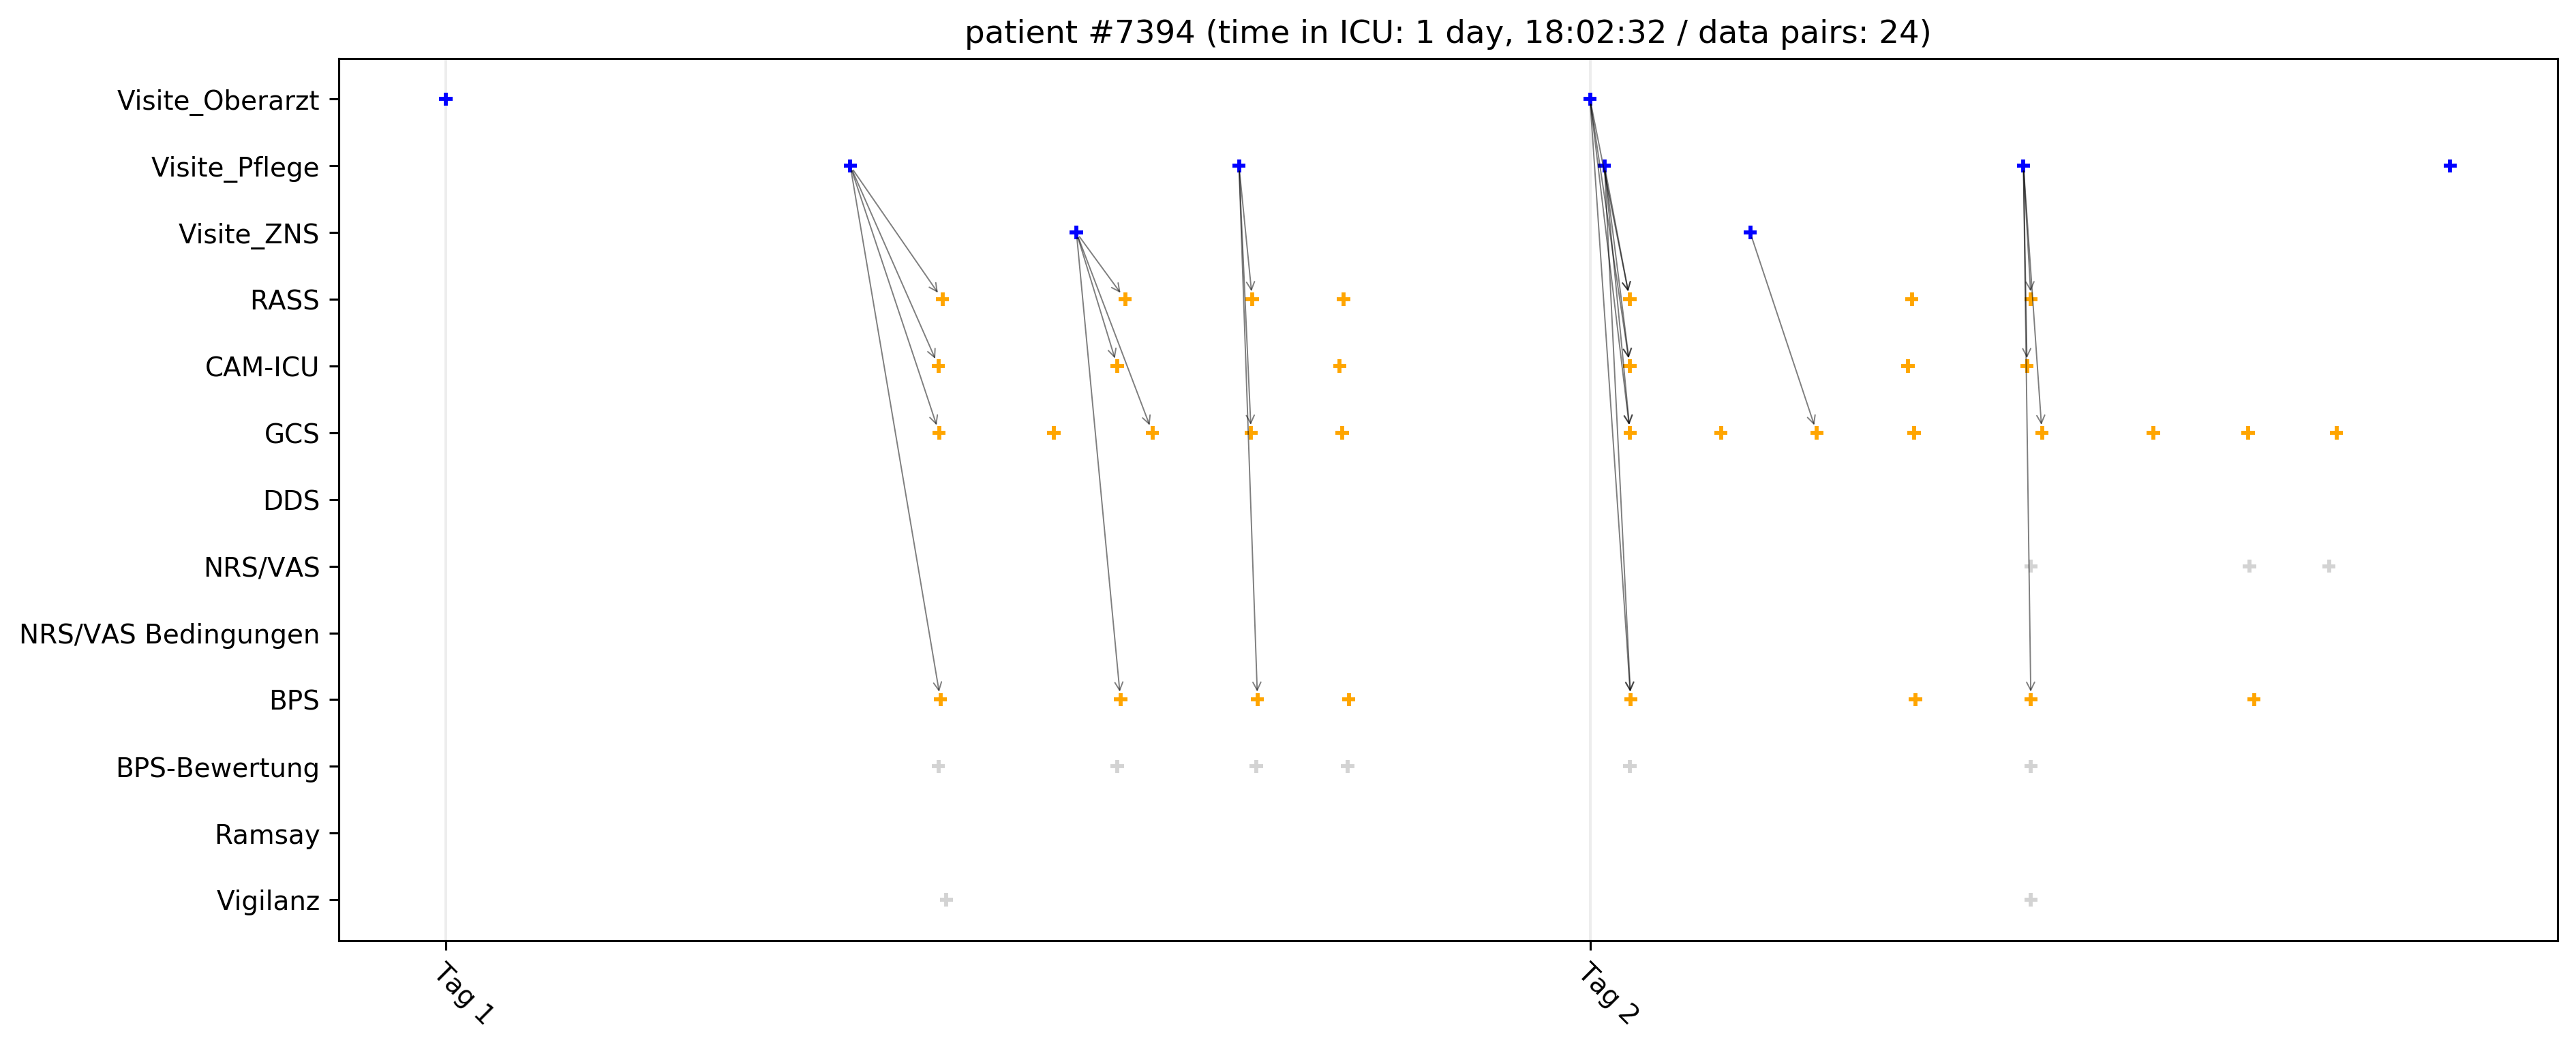 patient #7394 (time in ICU: 1 day, 18:02:32 / data pairs: 24)
Visite_Oberarzt
Visite_Pflege
Visite_ZNS
RASS
CAM-ICU
GCS
DDS
NRS/VAS
NRS/VAS Bedingungen
BPS
BPS-Bewertung
Ramsay
Vigilanz
Tag 1
Tag 2